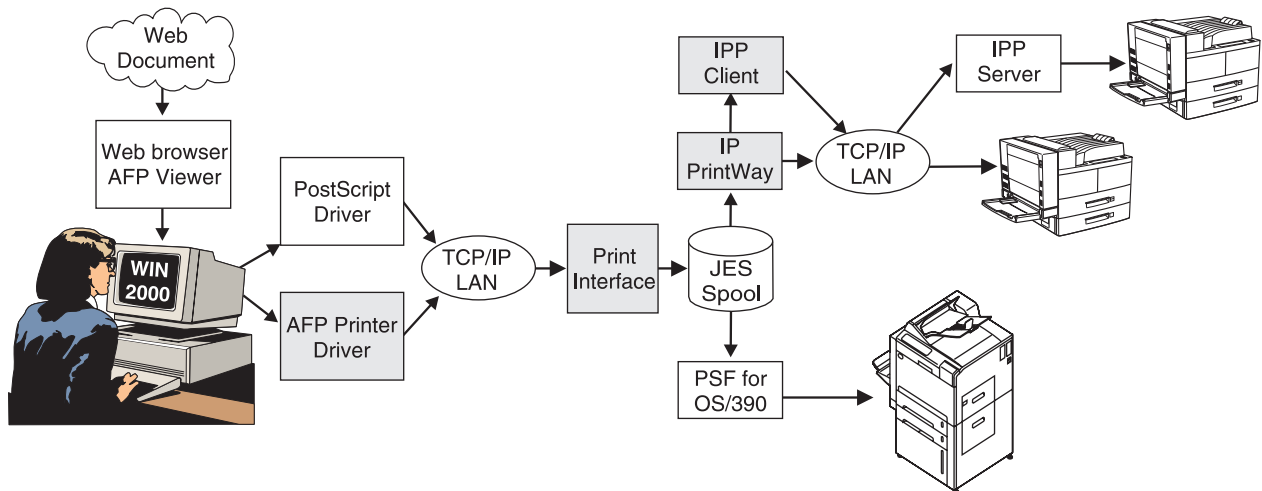 Web
Document
Web browser
AFP Viewer
WIN
2000
PostScript
Driver
AFP Printer
Driver
TCP/IP
LAN
Print
Interface
JES
Spool
IP
PrintWay
IPP
Client
TCP/IP
LAN
IPP
Server
PSF for
OS/390